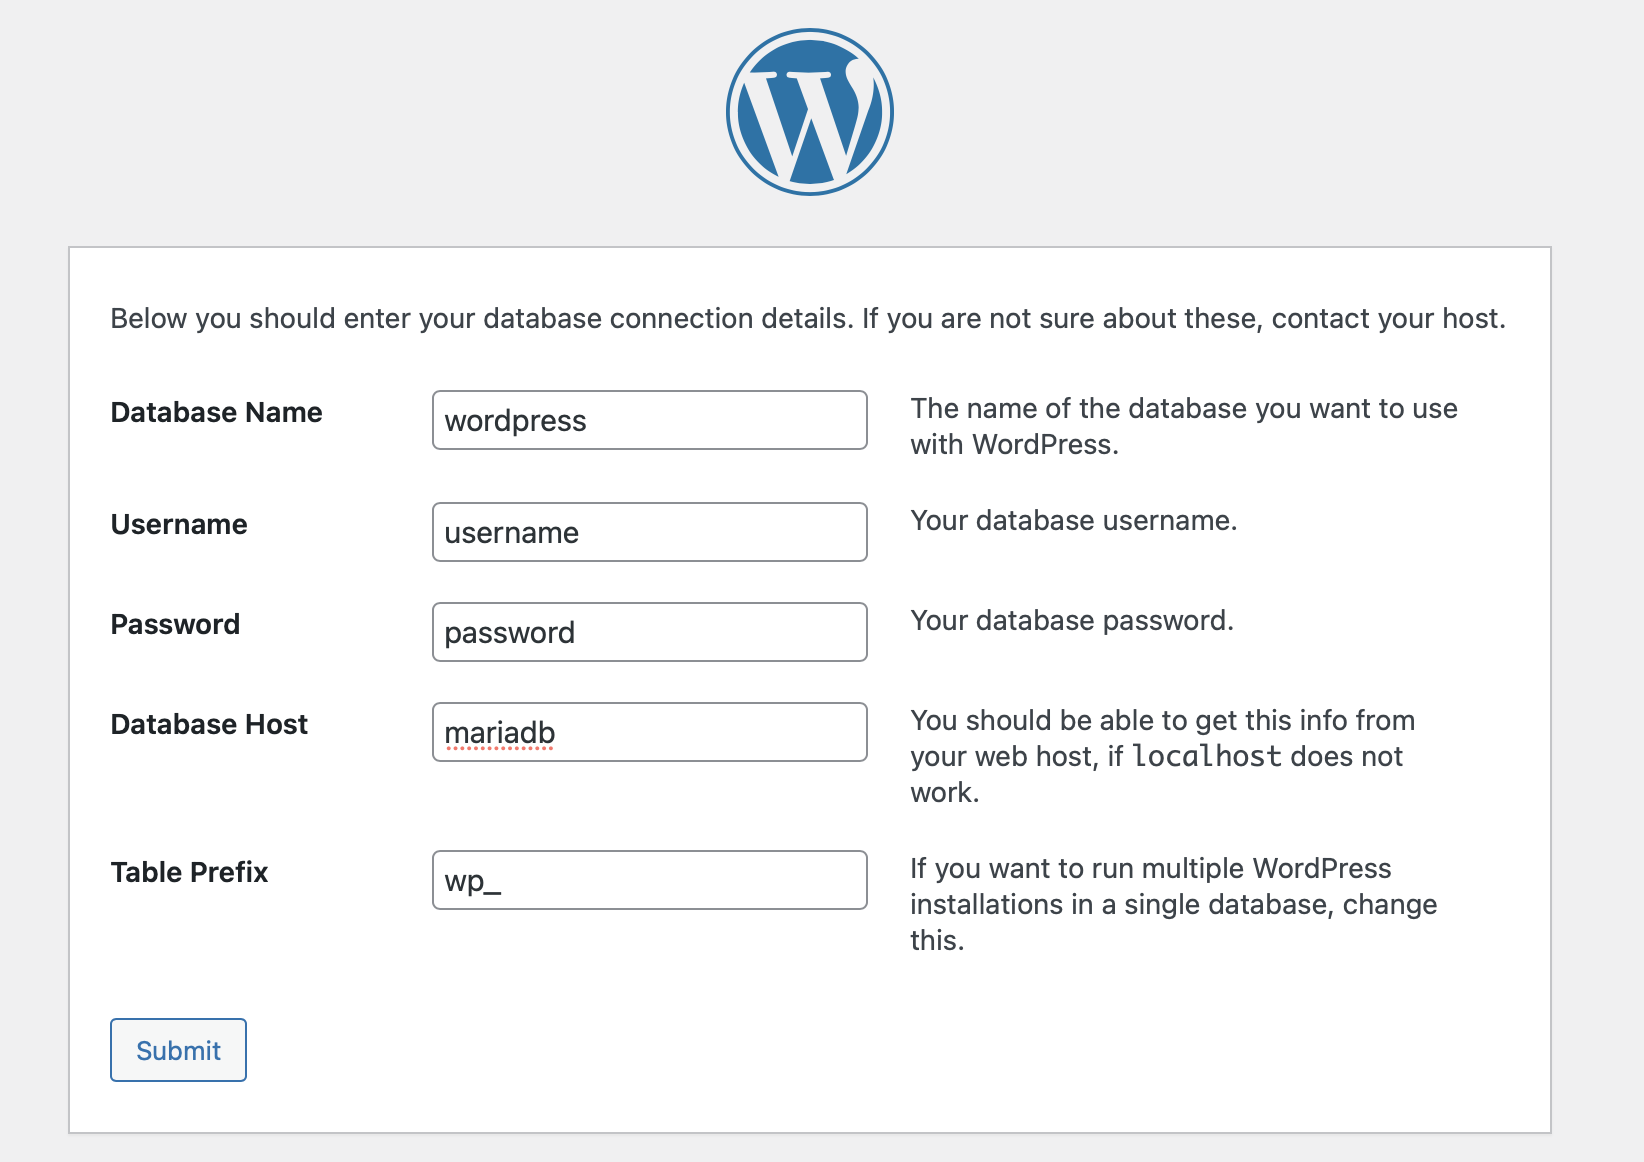 Below you should enter your database connection details. If you are not sure about these, contact your host.
Database Name
wordpress
The name of the database you want to use
with WordPress.
Username
username
Your database username.
Password
password
Your database password.
Database Host
mariadb
You should be able to get this info from
your web host, if localhost does not
work.
Table Prefix
wp_
If you want to run multiple WordPress
installations in a single database, change
this.
Submit